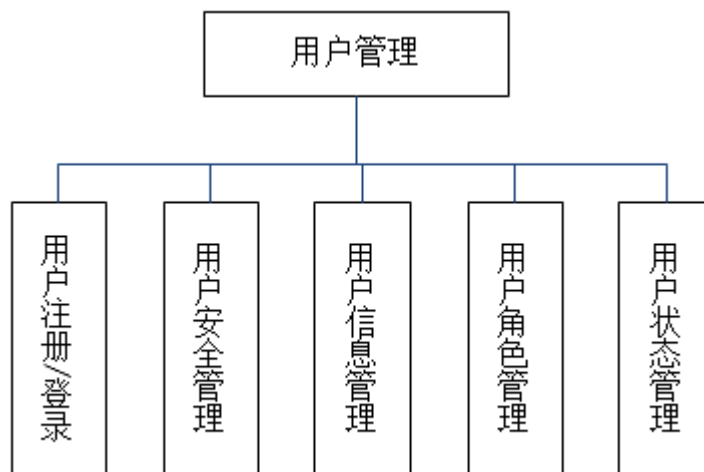 用户管理
用户注册/登录
用户安全管理
用户信息管理
用户角色管理
用户状态管理